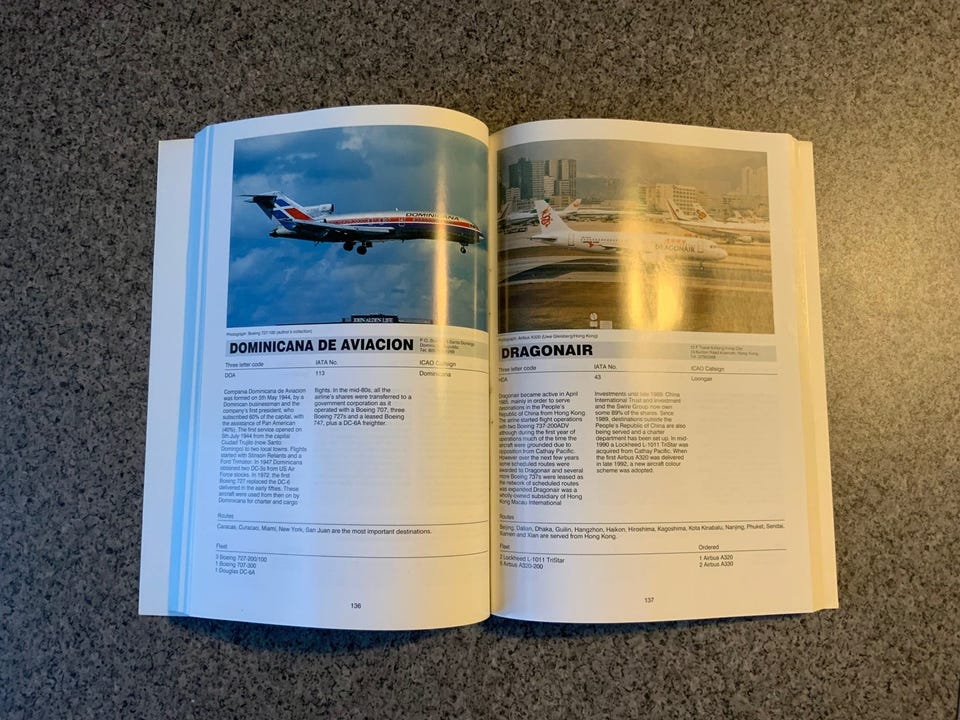 DOMINICANA
JOHN ALDEN LIFE
Photograph: Boeing 727-100 (author's collection)
DOMINICANA DE AVIACION
P.O. Santo Domingo
Dominican Republic
Three letter code IATA No. ICAO Callsign
DOA 113 Dominicana
Compania Dominicana de Aviacion
was formed on 5th May 1944, by a
Dominican businessman and the
company's first president, who
subscribed 60% of the capital, with
the assistance of Pan American
(40%). The first service opened on
5th July 1944 from the capital
Ciudad Trujilo (now Santo
Domingo) to two local towns. Flights
started with Stinson Reliants and a
Ford Trimotor. In 1947 Dominicana
obtained two DC-3s from US Air
Force stocks. In 1972, the first
Boeing 727 replaced the DC-6
delivered in the early fifties. These
aircraft were used from then on by
Dominicana for charter and cargo
flights. In the mid-80s, all the
airline's shares were transferred to a
government corporation as it
operated with a Boeing 707, three
Boeing 727s and a leased Boeing
747, plus a DC-6A freighter.
Routes
Caracas, Curacao, Miami, New York, San Juan are the most important destinations.
Fleet
3 Boeing 727-200/100
1 Boeing 707-300
1 Douglas DC-6A
136
DRAGONAIR
Photograph: Airbus A320 (Uwe Gleisberg/Hong Kong)
DRAGONAIR
Three letter code IATA No. ICAO Callsign
HDA 43 Loongair
Dragonair became active in April
1985, mainly in order to serve
destinations in the People's
Republic of China from Hong Kong.
The airline started flight operations
with two Boeing 737-200ADV
although during the first year of
operations much of the time the
aircraft were grounded due to
opposition from Cathay Pacific.
However over the next few years
some scheduled routes were
awarded to Dragonair and several
more Boeing 737s were leased as
the network of scheduled routes
was expanded. Dragonair was a
wholly-owned subsidiary of Hong
Kong Macau International
Investments until late 1989. China
International Trust and Investment
and the Swire Group now own
some 89% of the shares. Since
1989, destinations outside the
People's Republic of China are also
being served and a charter
department has been set up. In mid-
1990 a Lockheed L-1011 TriStar was
acquired from Cathay Pacific. When
the first Airbus A320 was delivered
in late 1992, a new aircraft colour
scheme was adopted.
Routes
Beijing, Dalian, Dhaka, Guilin, Hangzhon, Haikon, Hiroshima, Kagoshima, Kota Kinabalu, Nanjing, Phuket, Sendai,
Xiamen and Xian are served from Hong Kong.
Fleet Ordered
2 Lockheed L-1011 TriStar 1 Airbus A320
6 Airbus A320-200 2 Airbus A330
137